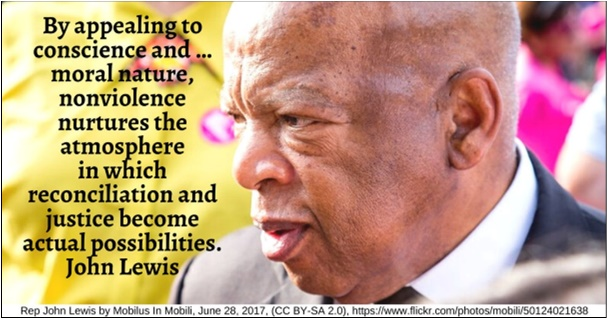 By appealing to
conscience and ...
moral nature,
nonviolence
nurtures the
atmosphere
in which
reconciliation and
justice become
actual possibilities.
John Lewis
Rep John Lewis by Mobilus In Mobili, June 28, 2017, (CC BY-SA 2.0), https://www.flickr.com/photos/mobili/50124021638